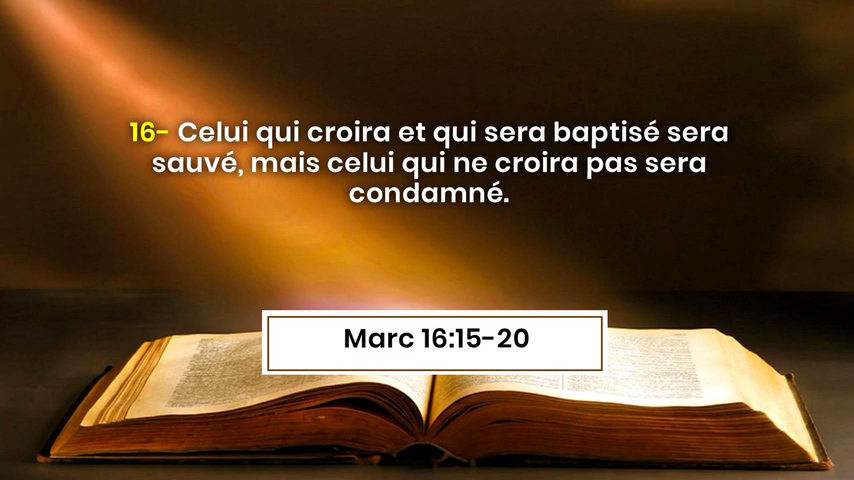 16- Celui qui croira et qui sera baptisé sera
sauvé, mais celui qui ne croira pas sera
condamné.
Marc 16:15-20